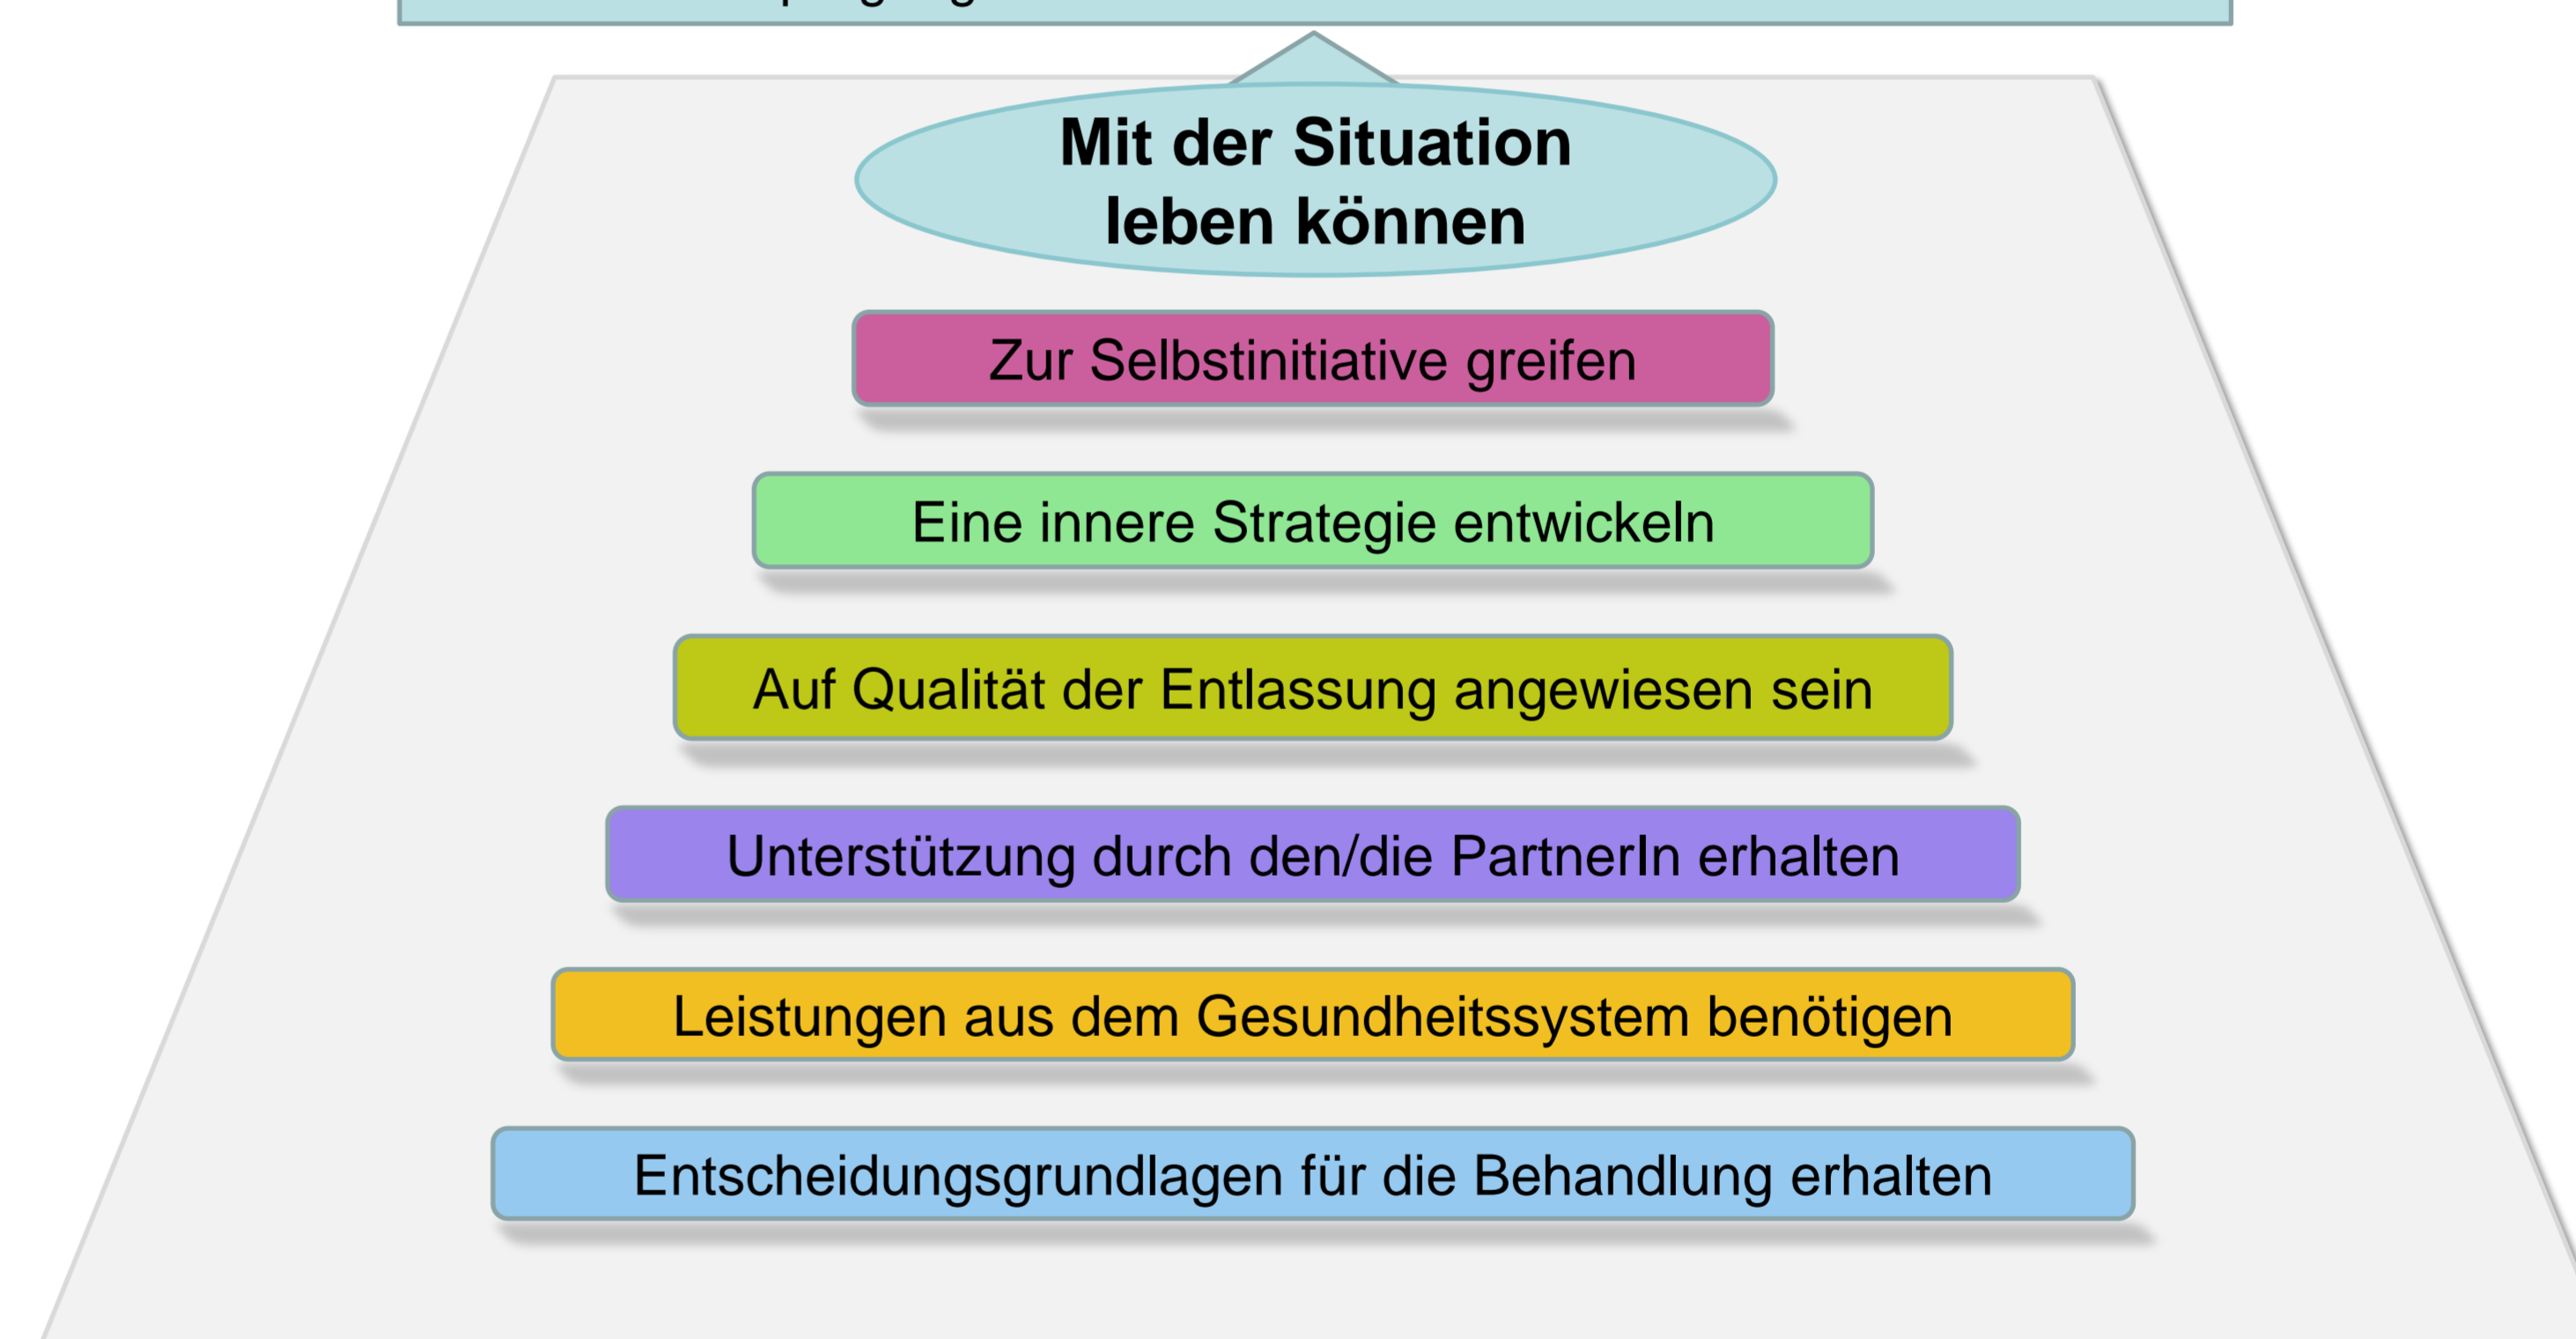 Mit der Situation
leben können
Zur Selbstinitiative greifen
Eine innere Strategie entwickeln
Auf Qualität der Entlassung angewiesen sein
Unterstützung durch den/die PartnerIn erhalten
Leistungen aus dem Gesundheitssystem benötigen
Entscheidungsgrundlagen für die Behandlung erhalten